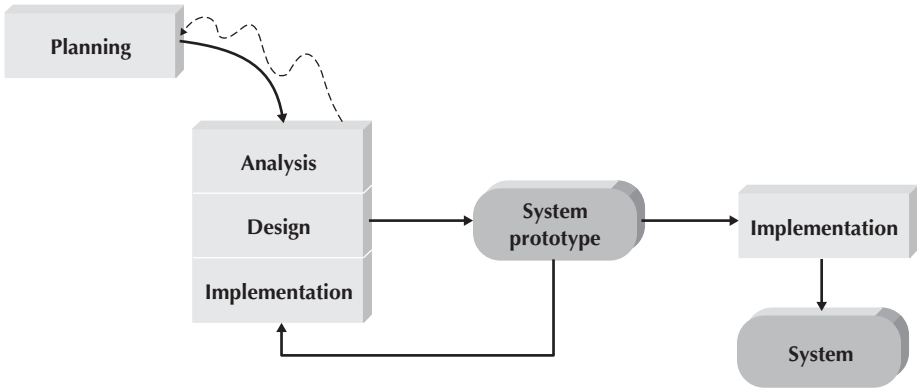 Planning
Analysis
Design
Implementation
System
prototype
Implementation
System